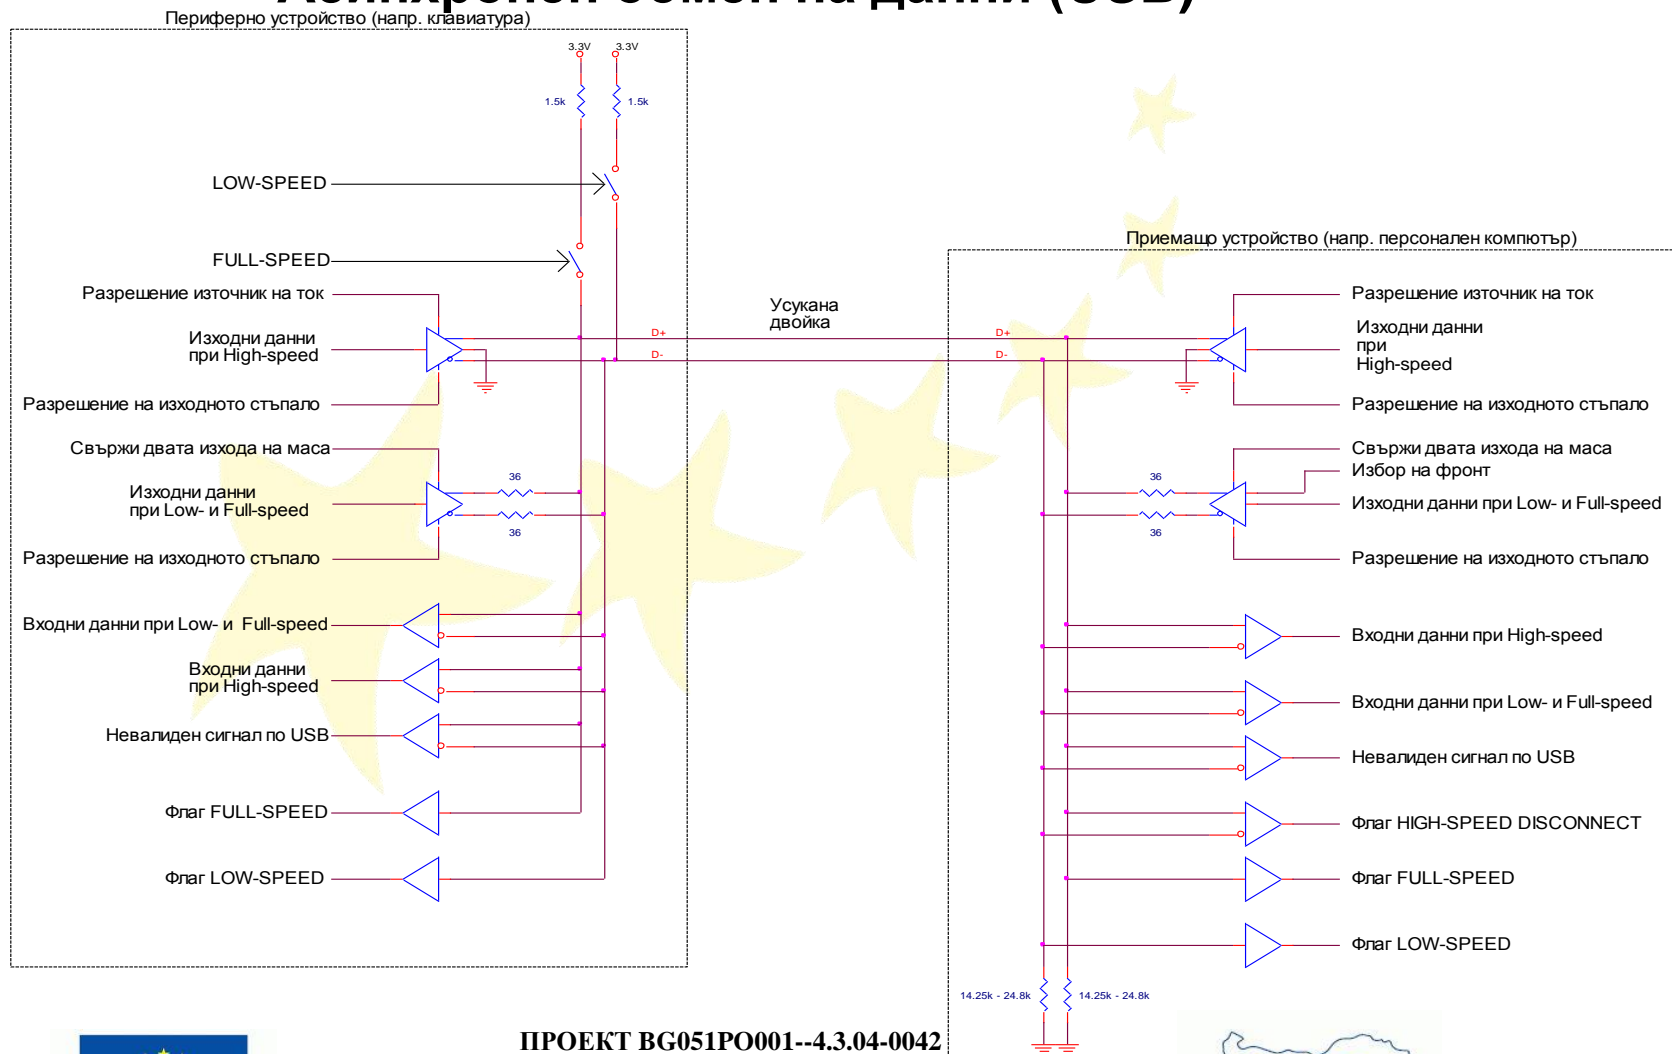 Асинхронен обмен на данни (USB)
Периферно устройство (напр. клавиатура)
3.3V
3.3V
1.5k
1.5k
LOW-SPEED
FULL-SPEED
Разрешение източник на ток
Изходни данни
при High-speed
Разрешение на изходното стъпало
Свържи двата изхода на маса
36
Изходни данни
при Low- и Full-speed
36
Разрешение на изходното стъпало
Входни данни при Low- и Full-speed
Входни данни
при High-speed
Невалиден сигнал по USB
Флаг FULL-SPEED
Флаг LOW-SPEED
D+
D-
Усукана
двойка
D+
D-
Приемащо устройство (напр. персонален компютър)
Разрешение източник на ток
Изходни данни
при
High-speed
Разрешение на изходното стъпало
Свържи двата изхода на маса
Избор на фронт
36
Изходни данни при Low- и Full-speed
36
Разрешение на изходното стъпало
Входни данни при High-speed
Входни данни при Low- и Full-speed
Невалиден сигнал по USB
Флаг HIGH-SPEED DISCONNECT
Флаг FULL-SPEED
Флаг LOW-SPEED
14.25k - 24.8k
14.25k - 24.8k
ПРОЕКТ BG051PO001--4.3.04-0042